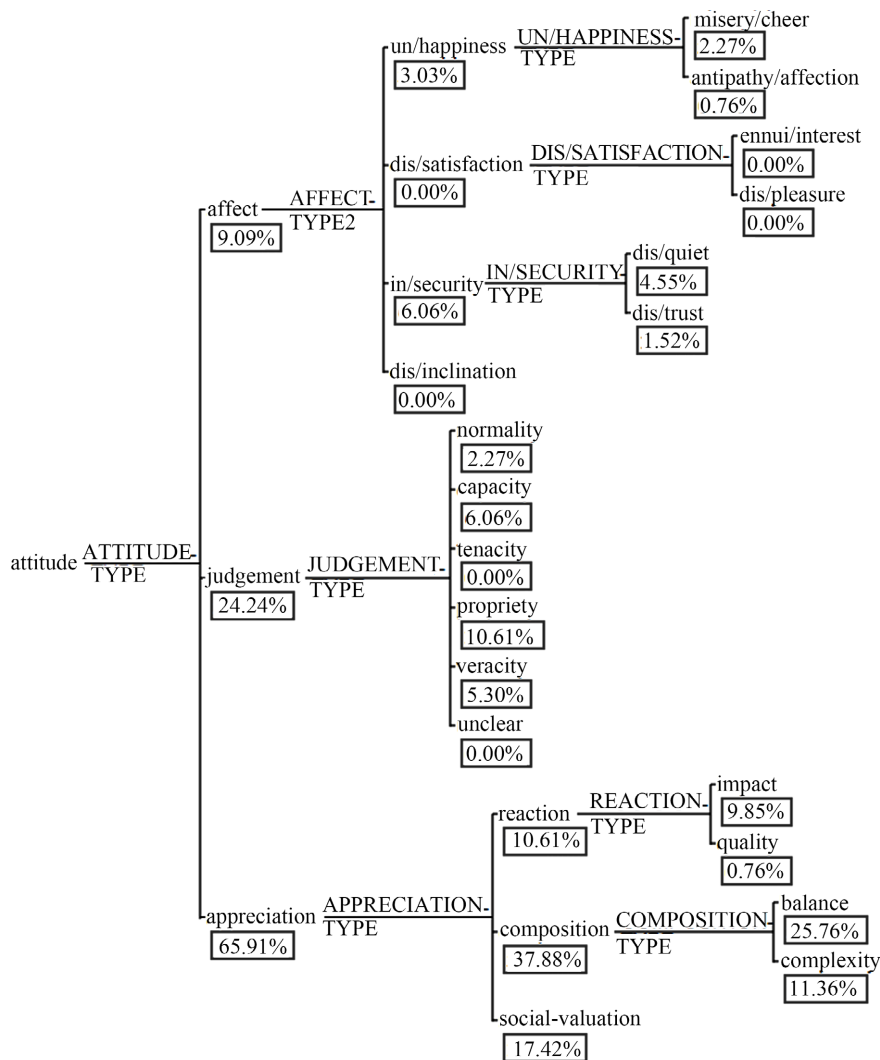 misery/cheer
un/happiness UN/HAPPINESS-
TYPE
2.27%
3.03%
antipathy/affection
0.76%
ennui/interest
dis/satisfaction DIS/SATISFACTION-
TYPE
0.00%
0.00%
dis/pleasure
0.00%
affect AFFECT-
TYPE2
9.09%
dis/quiet
in/security IN/SECURITY
TYPE
4.55%
6.06%
dis/trust
1.52%
dis/inclination
0.00%
normality
2.27%
capacity
6.06%
attitude ATTITUDE-
TYPE
tenacity
0.00%
judgement JUDGEMENT-
TYPE
24.24%
propriety
10.61%
veracity
5.30%
unclear
0.00%
impact
reaction REACTION-
TYPE
9.85%
10.61%
quality
0.76%
balance
appreciation APPRECIATION-
TYPE
65.91%
composition COMPOSITION-
TYPE
25.76%
37.88%
complexity
11.36%
social-valuation
17.42%